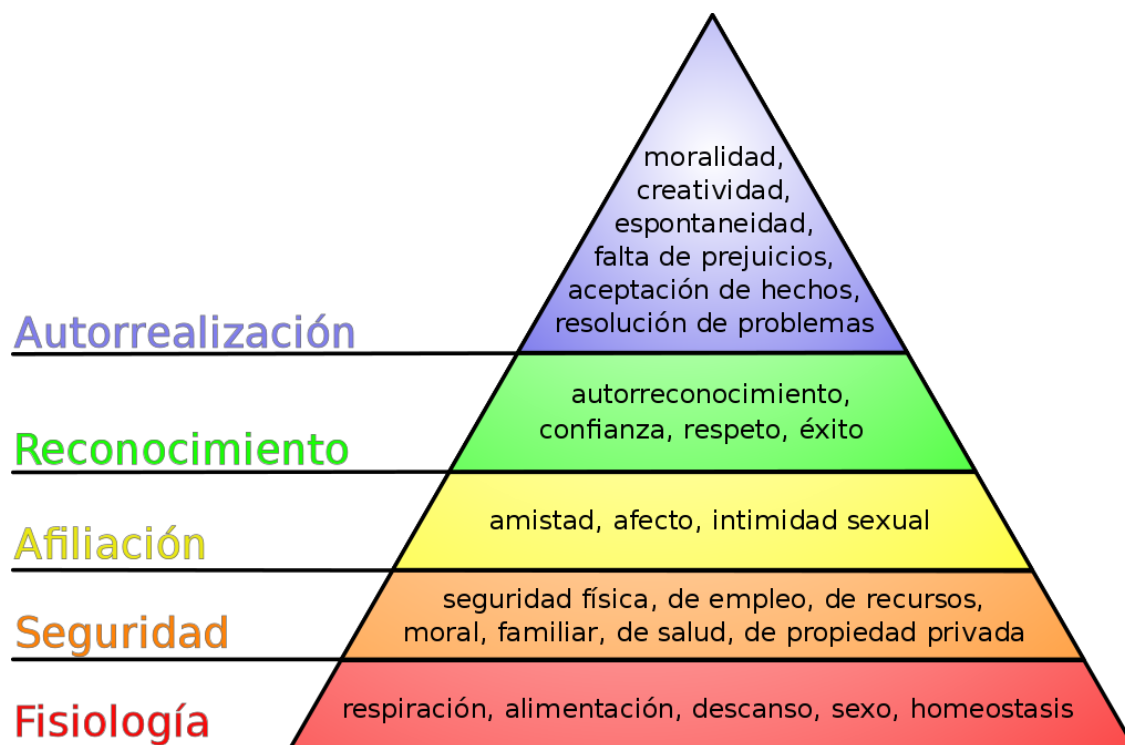 moralidad,
creatividad,
espontaneidad,
falta de prejuicios,
aceptación de hechos,
resolución de problemas
Autorrealización
autorreconocimiento,
confianza, respeto, éxito
Reconocimiento
amistad, afecto, intimidad sexual
Afiliación
seguridad física, de empleo, de recursos,
moral, familiar, de salud, de propiedad privada
Seguridad
respiración, alimentación, descanso, sexo, homeostasis
Fisiología